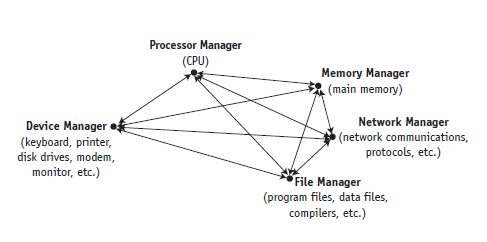 Processor Manager
(CPU)
Memory Manager
(main memory)
Network Manager
(network communications,
protocols, etc.)
Device Manager
(keyboard, printer,
disk drives, modem,
monitor, etc.)
File Manager
(program files, data files,
compilers, etc.)